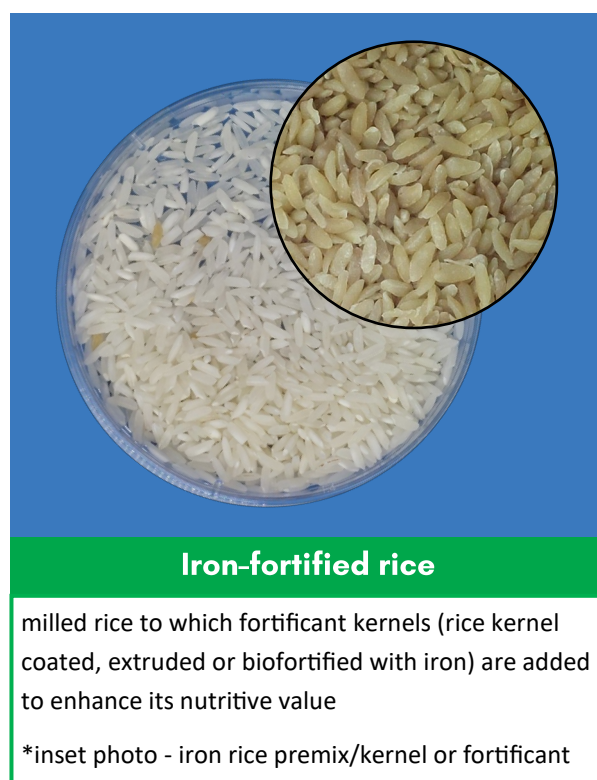 Iron-fortified rice
milled rice to which fortificant kernels (rice kernel
coated, extruded or biofortified with iron) are added
to enhance its nutritive value
*inset photo - iron rice premix/kernel or fortificant